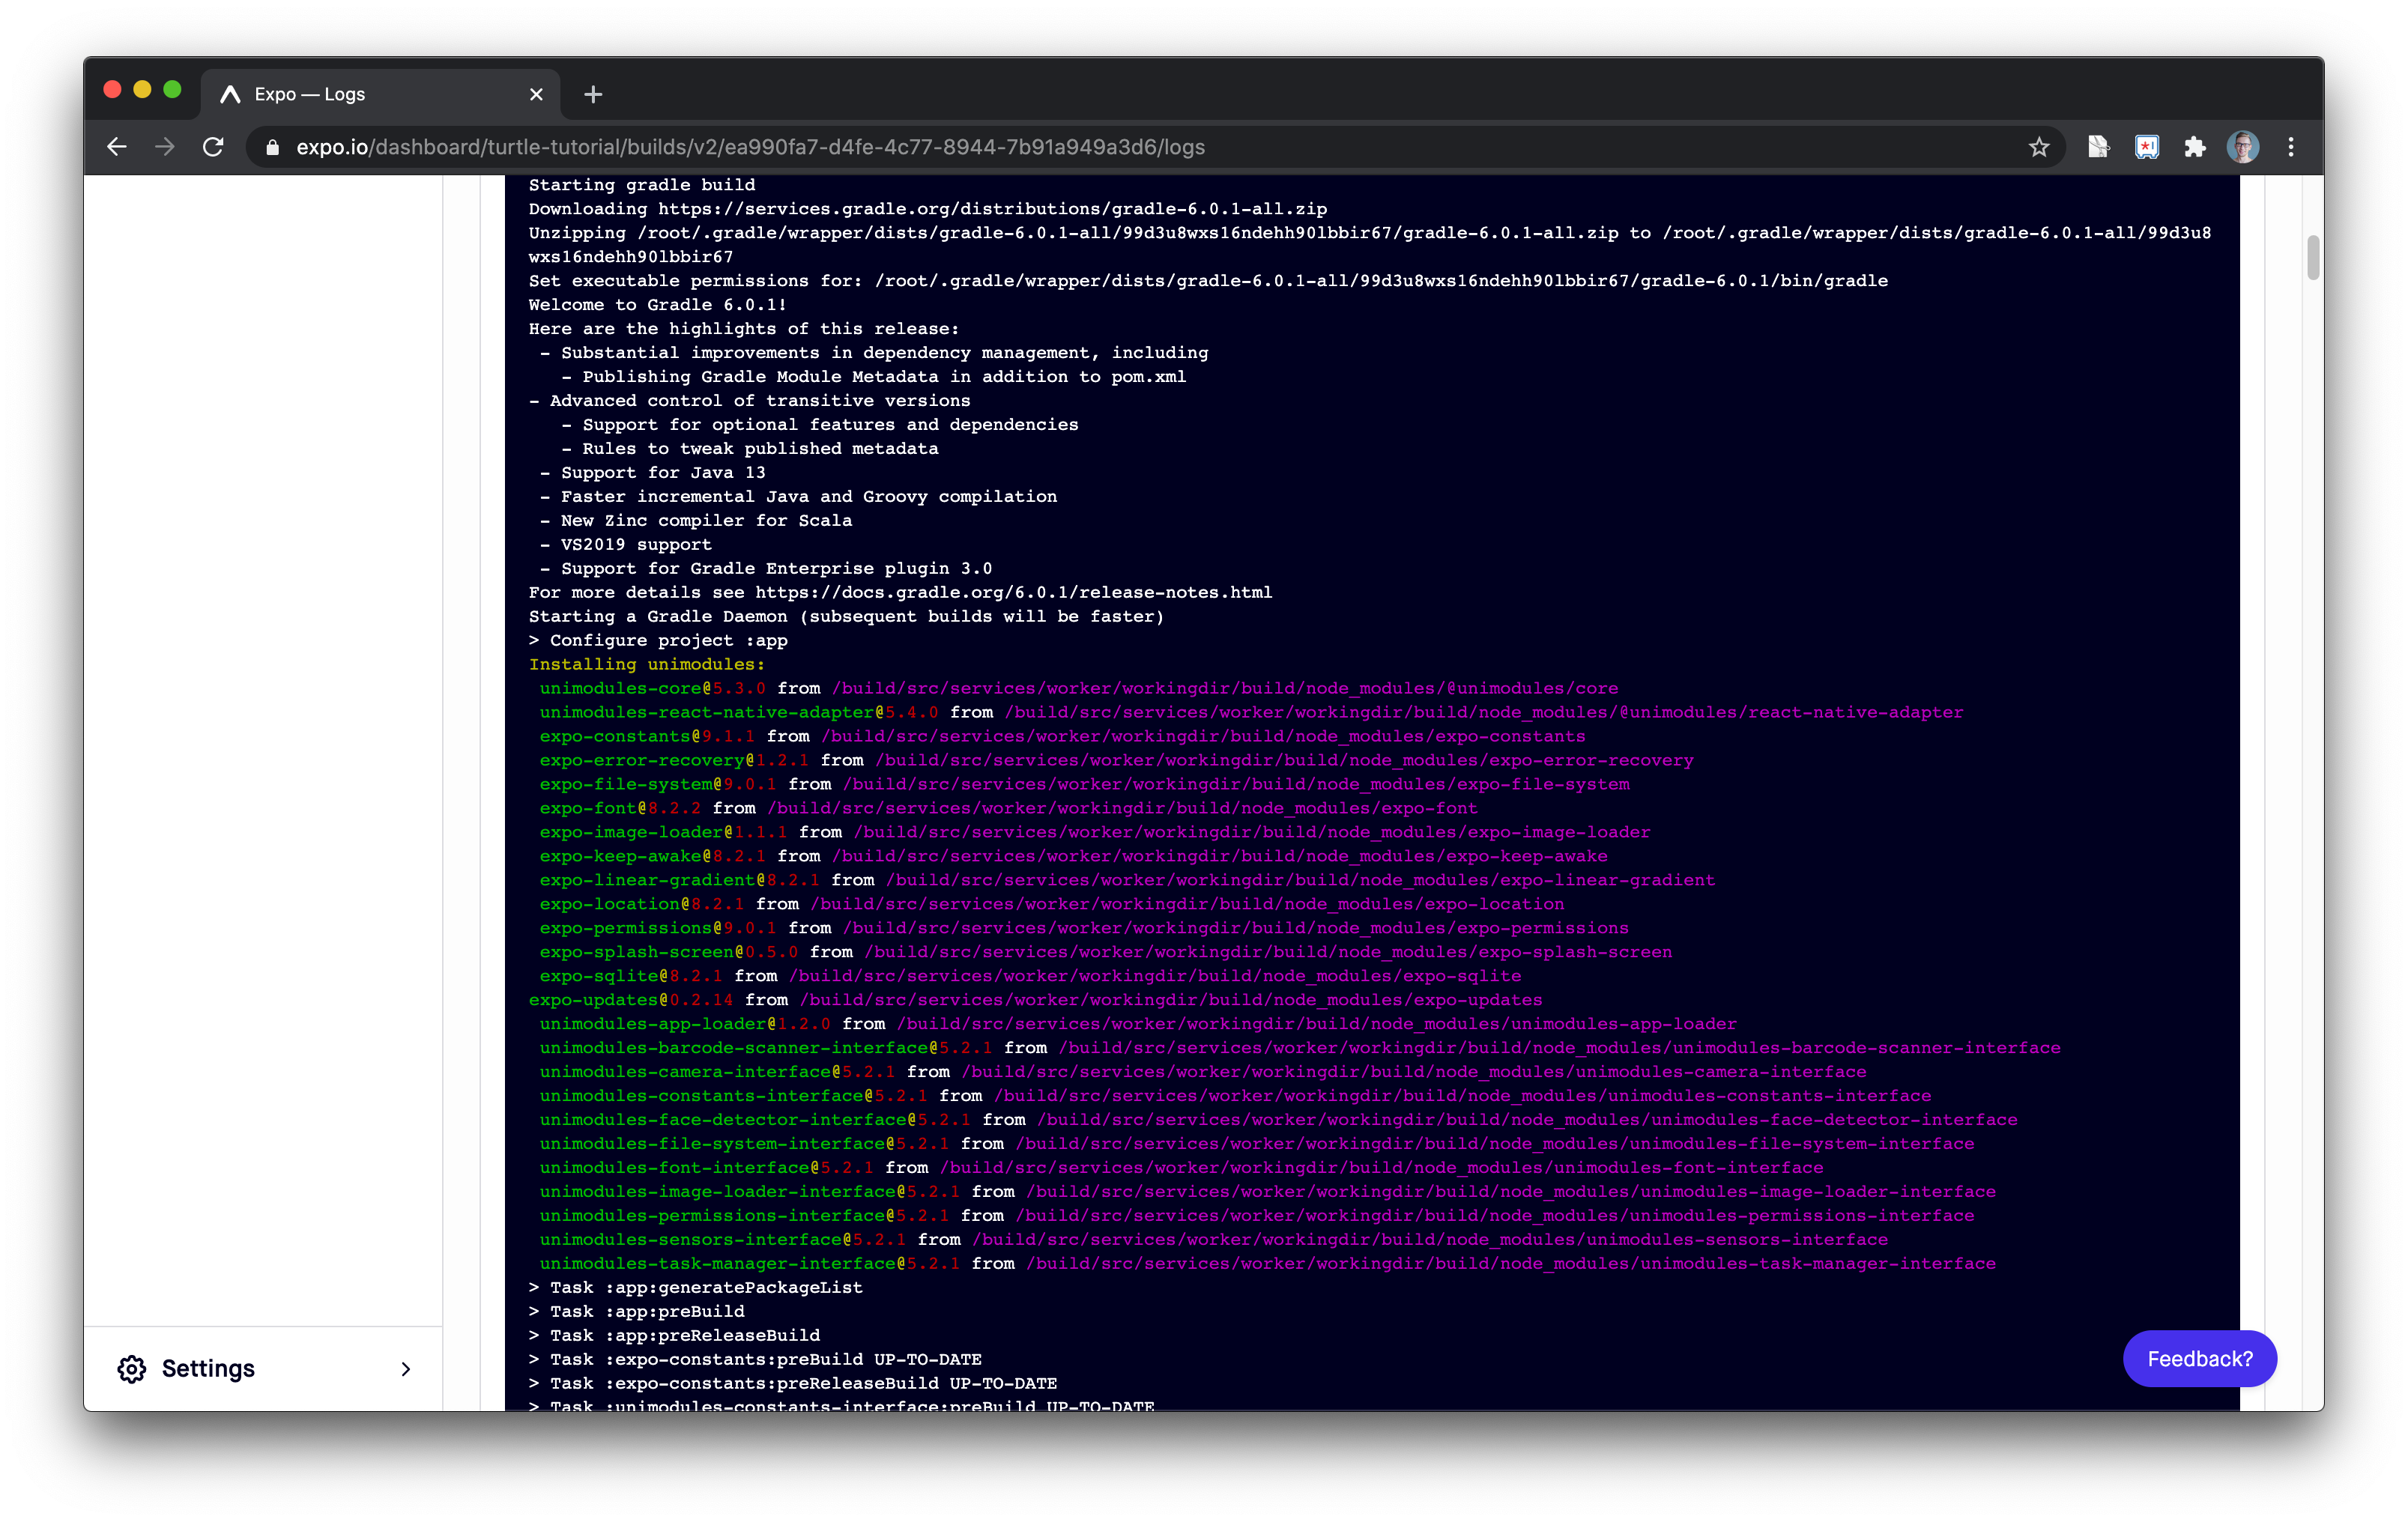 Expo — Logs
expo.io/dashboard/turtle-tutorial/builds/v2/ea990fa7-d4fe-4c77-8944-7b91a949a3d6/logs
Starting gradle build
Downloading https://services.gradle.org/distributions/gradle-6.0.1-all.zip
Unzipping /root/.gradle/wrapper/dists/gradle-6.0.1-all/99d3u8wxs16ndehh90lbbir67/gradle-6.0.1-all.zip to /root/.gradle/wrapper/dists/gradle-6.0.1-all/99d3u8
wxs16ndehh90lbbir67
Set executable permissions for: /root/.gradle/wrapper/dists/gradle-6.0.1-all/99d3u8wxs16ndehh90lbbir67/gradle-6.0.1/bin/gradle
Welcome to Gradle 6.0.1!
Here are the highlights of this release:
- Substantial improvements in dependency management, including
- Publishing Gradle Module Metadata in addition to pom.xml
- Advanced control of transitive versions
- Support for optional features and dependencies
- Rules to tweak published metadata
- Support for Java 13
- Faster incremental Java and Groovy compilation
- New Zinc compiler for Scala
- VS2019 support
- Support for Gradle Enterprise plugin 3.0
For more details see https://docs.gradle.org/6.0.1/release-notes.html
Starting a Gradle Daemon (subsequent builds will be faster)
> Configure project :app
Installing unimodules:
unimodules-core@5.3.0 from /build/src/services/worker/workingdir/build/node_modules/@unimodules/core
unimodules-react-native-adapter@5.4.0 from /build/src/services/worker/workingdir/build/node_modules/@unimodules/react-native-adapter
expo-constants@9.1.1 from /build/src/services/worker/workingdir/build/node_modules/expo-constants
expo-error-recovery@1.2.1 from /build/src/services/worker/workingdir/build/node_modules/expo-error-recovery
expo-file-system@9.0.1 from /build/src/services/worker/workingdir/build/node_modules/expo-file-system
expo-font@8.2.2 from /build/src/services/worker/workingdir/build/node_modules/expo-font
expo-image-loader@1.1.1 from /build/src/services/worker/workingdir/build/node_modules/expo-image-loader
expo-keep-awake@8.2.1 from /build/src/services/worker/workingdir/build/node_modules/expo-keep-awake
expo-linear-gradient@8.2.1 from /build/src/services/worker/workingdir/build/node_modules/expo-linear-gradient
expo-location@8.2.1 from /build/src/services/worker/workingdir/build/node_modules/expo-location
expo-permissions@9.0.1 from /build/src/services/worker/workingdir/build/node_modules/expo-permissions
expo-splash-screen@0.5.0 from /build/src/services/worker/workingdir/build/node_modules/expo-splash-screen
expo-sqlite@8.2.1 from /build/src/services/worker/workingdir/build/node_modules/expo-sqlite
expo-updates@0.2.14 from /build/src/services/worker/workingdir/build/node_modules/expo-updates
unimodules-app-loader@1.2.0 from /build/src/services/worker/workingdir/build/node_modules/unimodules-app-loader
unimodules-barcode-scanner-interface@5.2.1 from /build/src/services/worker/workingdir/build/node_modules/unimodules-barcode-scanner-interface
unimodules-camera-interface@5.2.1 from /build/src/services/worker/workingdir/build/node_modules/unimodules-camera-interface
unimodules-constants-interface@5.2.1 from /build/src/services/worker/workingdir/build/node_modules/unimodules-constants-interface
unimodules-face-detector-interface@5.2.1 from /build/src/services/worker/workingdir/build/node_modules/unimodules-face-detector-interface
unimodules-file-system-interface@5.2.1 from /build/src/services/worker/workingdir/build/node_modules/unimodules-file-system-interface
unimodules-font-interface@5.2.1 from /build/src/services/worker/workingdir/build/node_modules/unimodules-font-interface
unimodules-image-loader-interface@5.2.1 from /build/src/services/worker/workingdir/build/node_modules/unimodules-image-loader-interface
unimodules-permissions-interface@5.2.1 from /build/src/services/worker/workingdir/build/node_modules/unimodules-permissions-interface
unimodules-sensors-interface@5.2.1 from /build/src/services/worker/workingdir/build/node_modules/unimodules-sensors-interface
unimodules-task-manager-interface@5.2.1 from /build/src/services/worker/workingdir/build/node_modules/unimodules-task-manager-interface
> Task :app:generatePackageList
> Task :app:preBuild
> Task :app:preReleaseBuild
> Task :expo-constants:preBuild UP-TO-DATE
> Task :expo-constants:preReleaseBuild UP-TO-DATE
> Task :unimodules-constants-interface:preBuild UP-TO-DATE
Settings
Feedback?